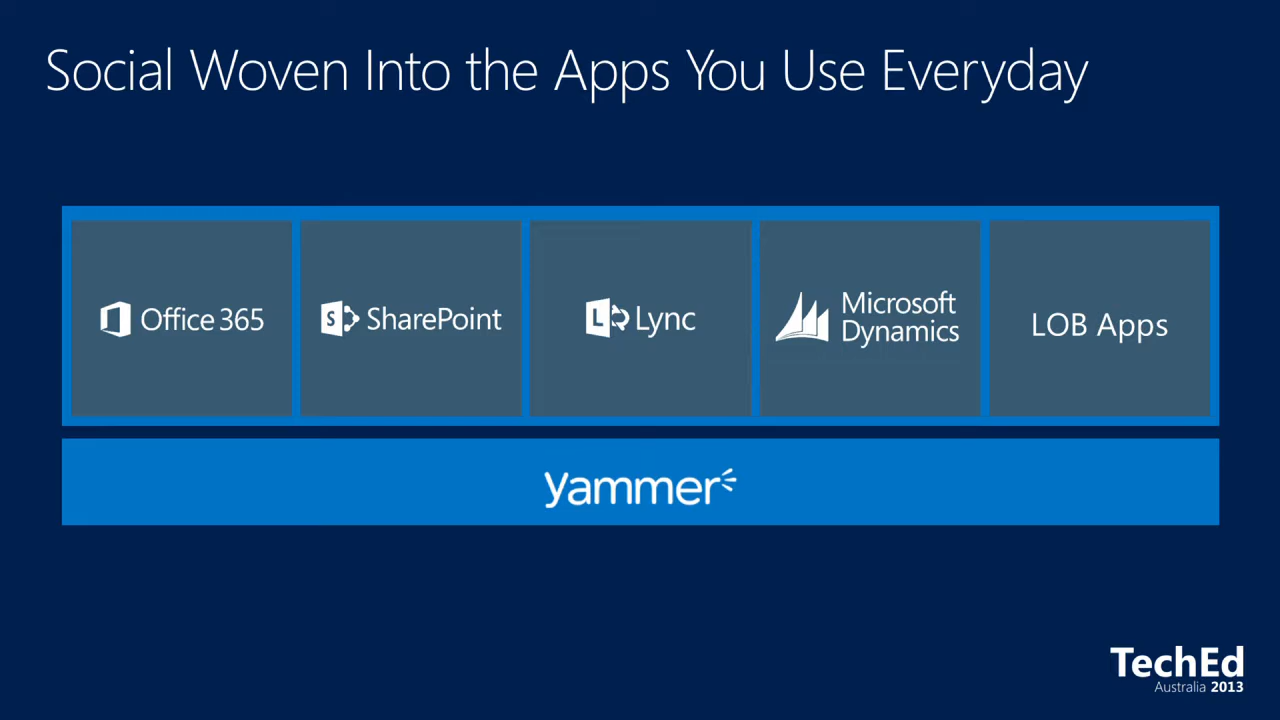 Social Woven Into the Apps You Use Everyday
Office 365
SharePoint
Lync
Microsoft
Dynamics
LOB Apps
yammer
TechEd
Australia 2013